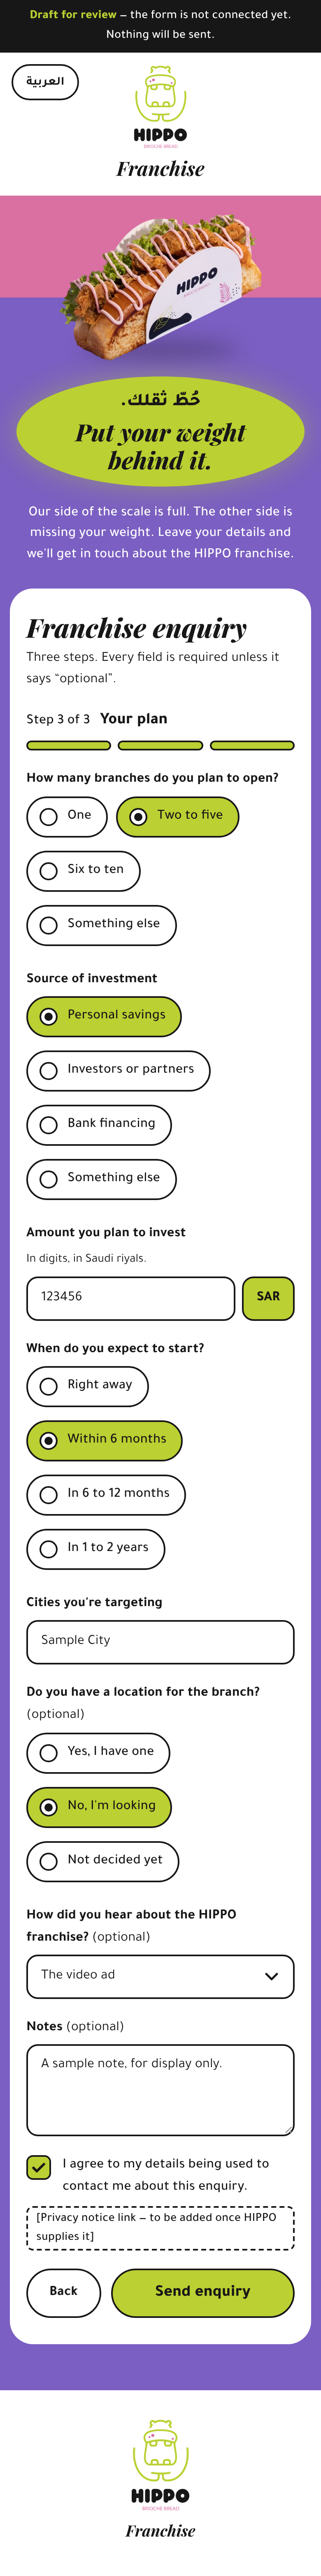 Draft for review – the form is not connected yet.
Nothing will be sent.
العربية
HIPPO
BRIOCHE BREAD
Franchise
HIPPO
حُطّ ثقلك.
Put your weight
behind it.
Our side of the scale is full. The other side is
missing your weight. Leave your details and
we'll get in touch about the HIPPO franchise.
Franchise enquiry
Three steps. Every field is required unless it
says “optional”.
Step 3 of 3 Your plan
How many branches do you plan to open?
One
Two to five
Six to ten
Something else
Source of investment
Personal savings
Investors or partners
Bank financing
Something else
Amount you plan to invest
In digits, in Saudi riyals.
123456
SAR
When do you expect to start?
Right away
Within 6 months
In 6 to 12 months
In 1 to 2 years
Cities you're targeting
Sample City
Do you have a location for the branch?
(optional)
Yes, I have one
No, I'm looking
Not decided yet
How did you hear about the HIPPO
franchise? (optional)
The video ad
Notes (optional)
A sample note, for display only.
I agree to my details being used to
contact me about this enquiry.
[Privacy notice link – to be added once HIPPO
supplies it]
Back
Send enquiry
HIPPO
BRIOCHE BREAD
Franchise